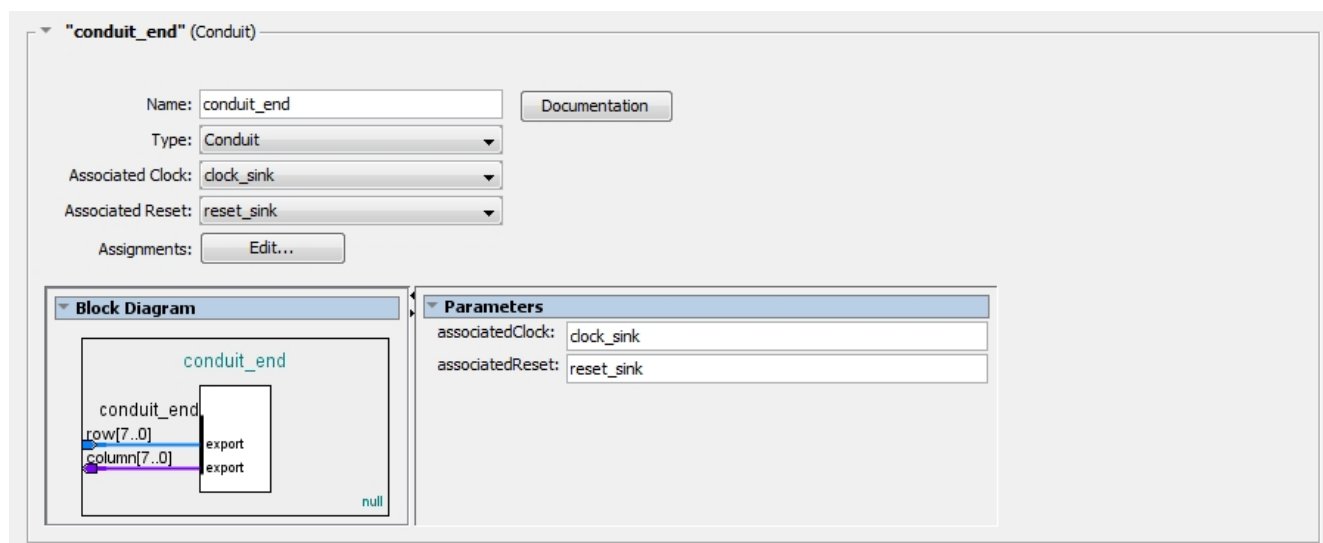 "conduit_end" (Conduit)
Name: conduit_end Documentation
Type: Conduit
Associated Clock: clock_sink
Associated Reset: reset_sink
Assignments: Edit...
Block Diagram
conduit_end
conduit_end
row[7..0]
export
column[7..0]
export
null
Parameters
associatedClock: clock_sink
associatedReset: reset_sink